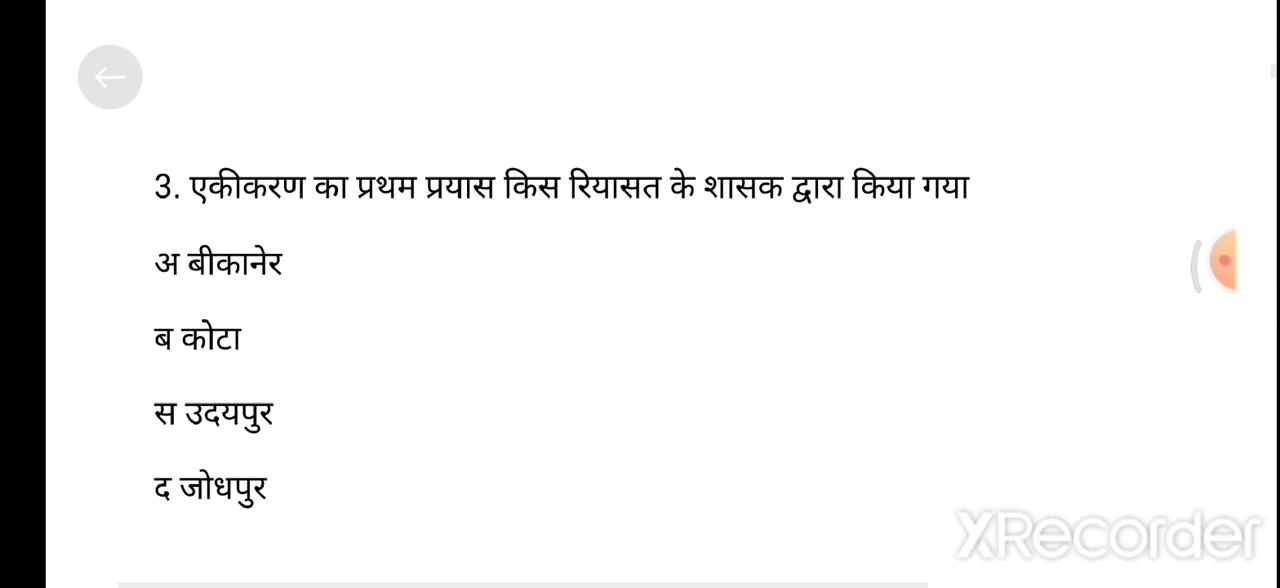 3. एकीकरण का प्रथम प्रयास किस रियासत के शासक द्वारा किया गया
अ बीकानेर
ब कोटा
स उदयपुर
द जोधपुर
XRecorder